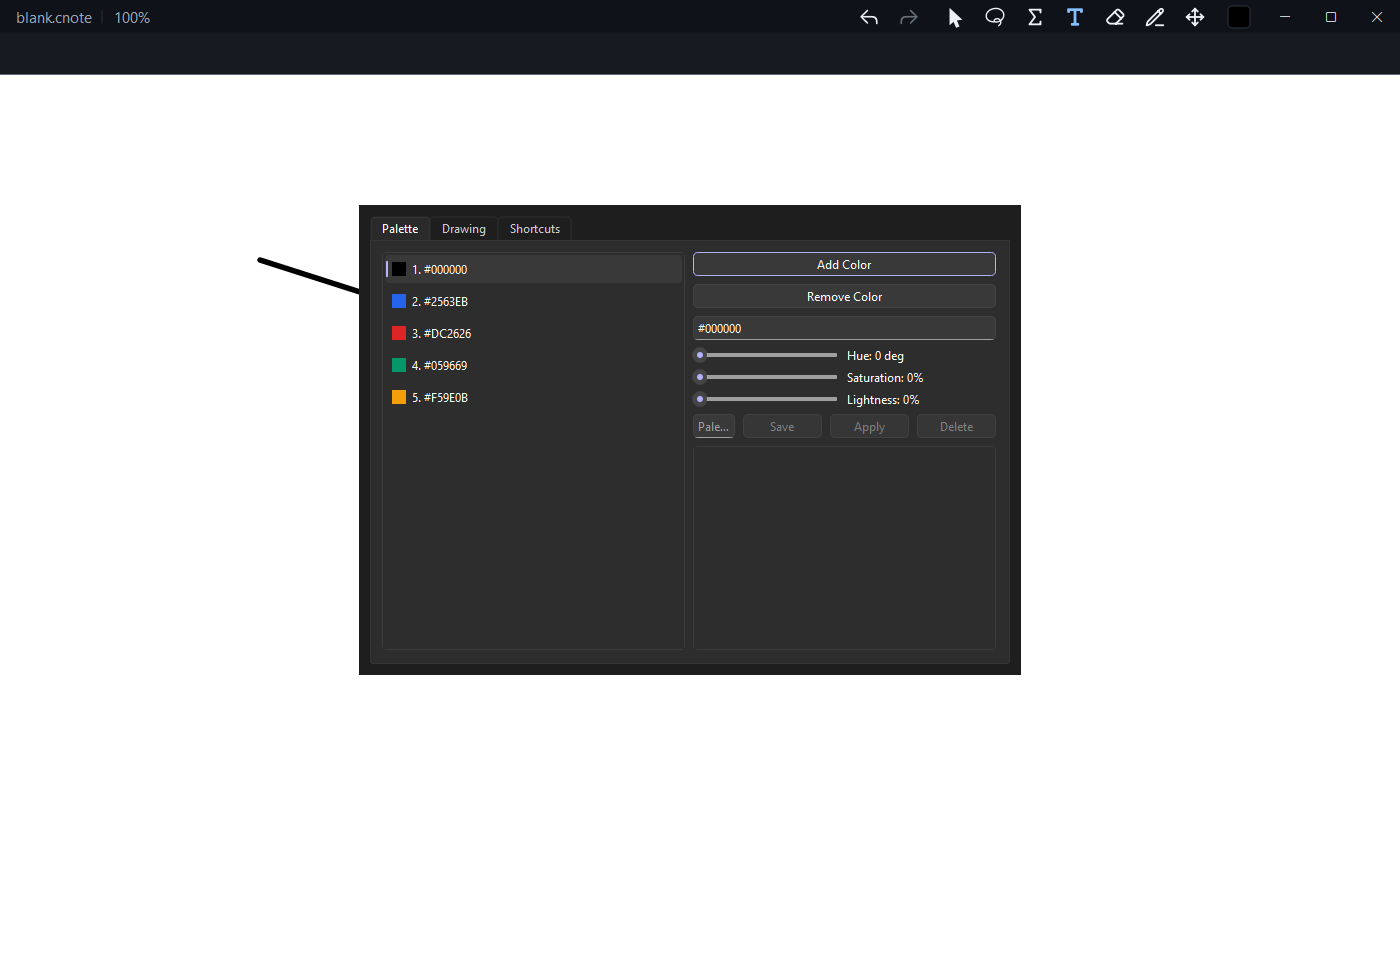 blank.cnote 100%
Palette Drawing Shortcuts
1. #000000
2. #2563EB
3. #DC2626
4. #059669
5. #F59E0B
Add Color
Remove Color
#000000
Hue: 0 deg
Saturation: 0%
Lightness: 0%
Pale... Save Apply Delete